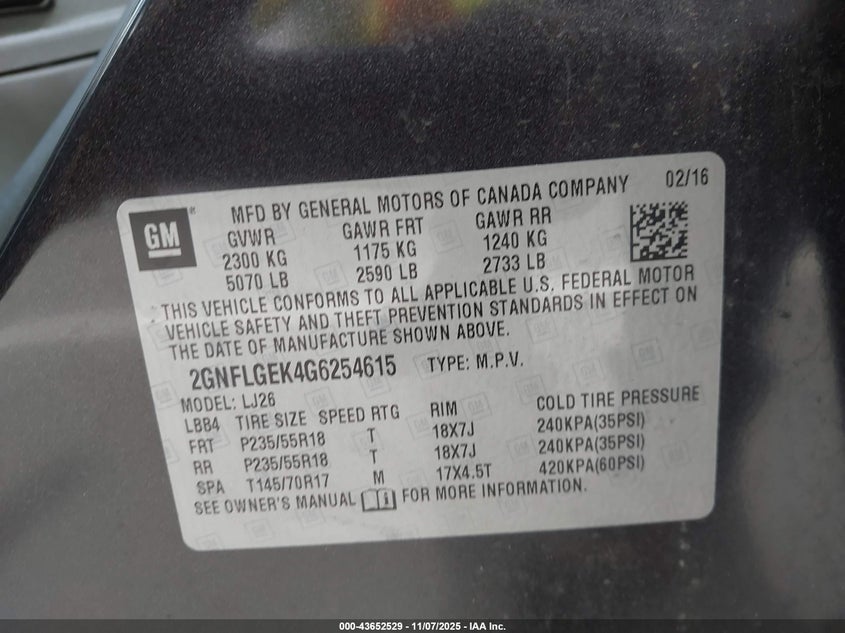 GM
MFD BY GENERAL MOTORS OF CANADA COMPANY 02/16
GVWR GAWR FRT GAWR RR
2300 KG 1175 KG 1240 KG
5070 LB 2590 LB 2733 LB
THIS VEHICLE CONFORMS TO ALL APPLICABLE U.S. FEDERAL MOTOR
VEHICLE SAFETY AND THEFT PREVENTION STANDARDS IN EFFECT ON
THE DATE OF MANUFACTURE SHOWN ABOVE.
2GNFLGEK4G6254615 TYPE: M.P.V.
MODEL: LJ26
LBB4 TIRE SIZE SPEED RTG RIM COLD TIRE PRESSURE
FRT P235/55R18 T 18X7J 240KPA(35PSI)
RR P235/55R18 T 18X7J 240KPA(35PSI)
SPA T145/70R17 M 17X4.5T 420KPA(60PSI)
SEE OWNER'S MANUAL FOR MORE INFORMATION.
000-43652529 - 11/07/2025 - IAA Inc.